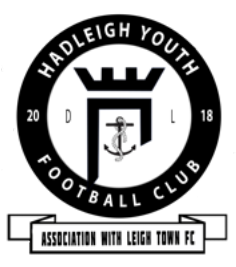 HADLEIGH YOUTH
20 D L 18
FOOTBALL CLUB
ASSOCIATION WITH LEIGH TOWN FC